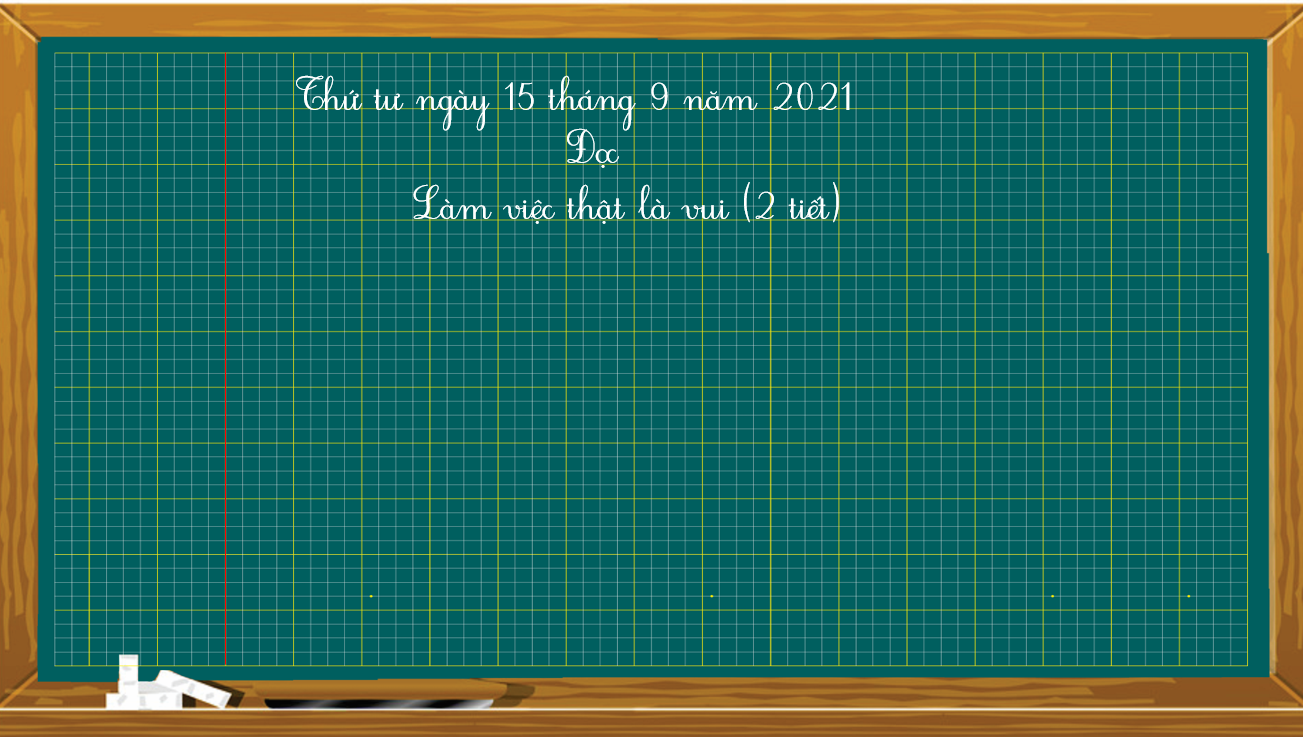 Thứ tư ngày 15 tháng 9 năm 2021
Đọc
Làm việc thật là vui (2 tiết)